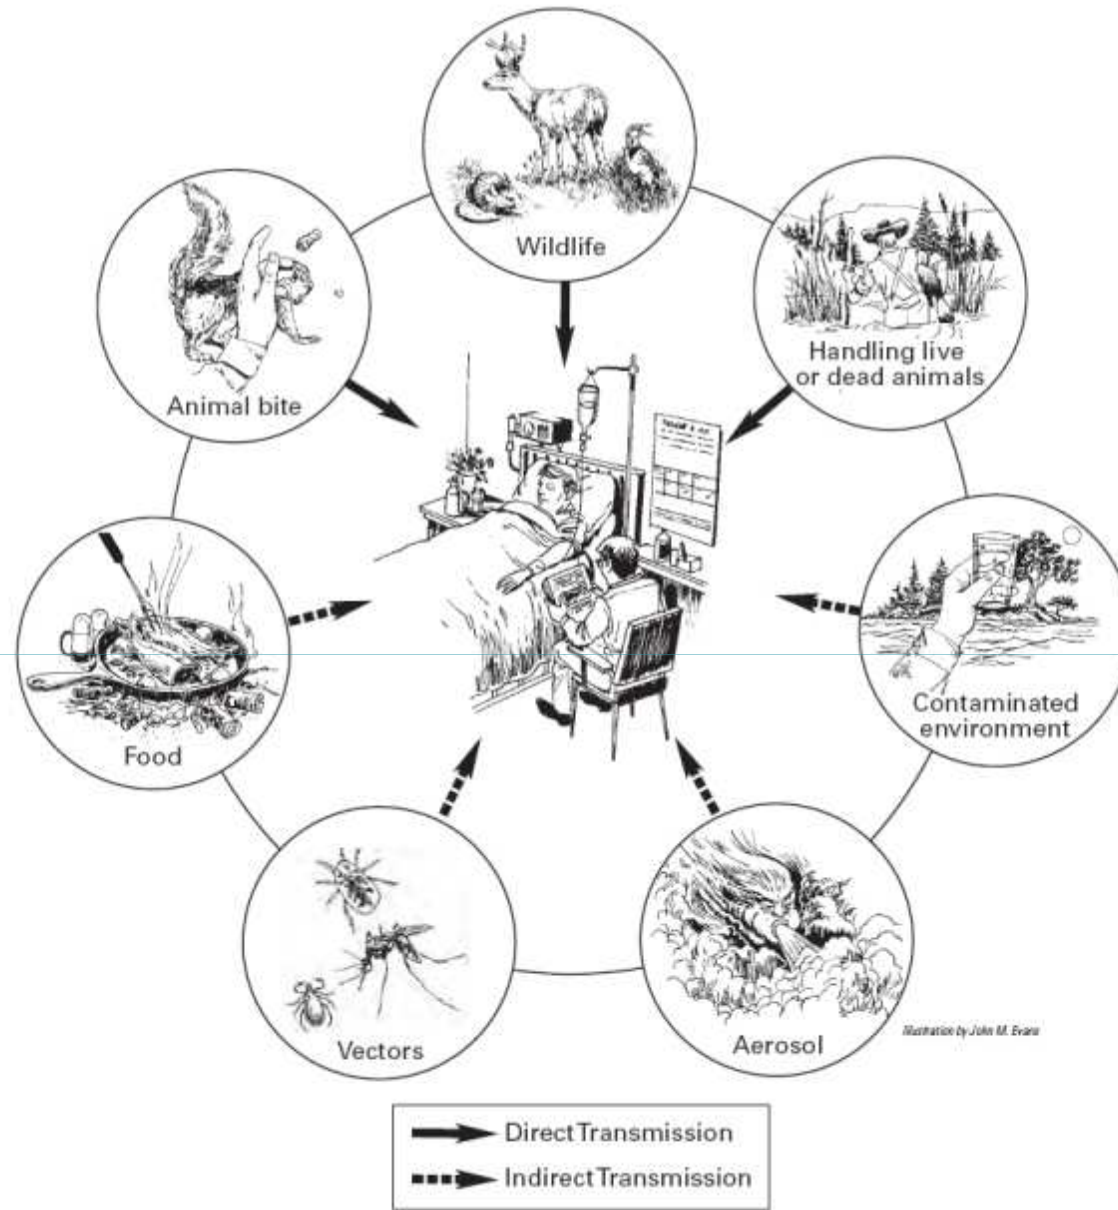 Wildlife
Animal bite
Handling live
or dead animals
Food
Contaminated
environment
Vectors
Aerosol
Illustration by John M. Evans
Direct Transmission
Indirect Transmission